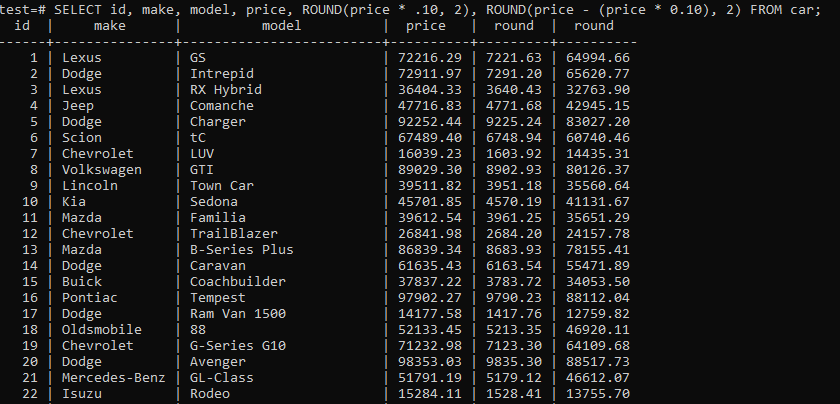 test=# SELECT id, make, model, price, ROUND(price * .10, 2), ROUND(price - (price * 0.10), 2) FROM car;
id | make | model | price | round | round
------+---------------+--------------------------+----------+---------+----------
1 | Lexus | GS | 72216.29 | 7221.63 | 64994.66
2 | Dodge | Intrepid | 72911.97 | 7291.20 | 65620.77
3 | Lexus | RX Hybrid | 36404.33 | 3640.43 | 32763.90
4 | Jeep | Comanche | 47716.83 | 4771.68 | 42945.15
5 | Dodge | Charger | 92252.44 | 9225.24 | 83027.20
6 | Scion | tC | 67489.40 | 6748.94 | 60740.46
7 | Chevrolet | LUV | 16039.23 | 1603.92 | 14435.31
8 | Volkswagen | GTI | 89029.30 | 8902.93 | 80126.37
9 | Lincoln | Town Car | 39511.82 | 3951.18 | 35560.64
10 | Kia | Sedona | 45701.85 | 4570.19 | 41131.67
11 | Mazda | Familia | 39612.54 | 3961.25 | 35651.29
12 | Chevrolet | TrailBlazer | 26841.98 | 2684.20 | 24157.78
13 | Mazda | B-Series Plus | 86839.34 | 8683.93 | 78155.41
14 | Dodge | Caravan | 61635.43 | 6163.54 | 55471.89
15 | Buick | Coachbuilder | 37837.22 | 3783.72 | 34053.50
16 | Pontiac | Tempest | 97902.27 | 9790.23 | 88112.04
17 | Dodge | Ram Van 1500 | 14177.58 | 1417.76 | 12759.82
18 | Oldsmobile | 88 | 52133.45 | 5213.35 | 46920.11
19 | Chevrolet | G-Series G10 | 71232.98 | 7123.30 | 64109.68
20 | Dodge | Avenger | 98353.03 | 9835.30 | 88517.73
21 | Mercedes-Benz | GL-Class | 51791.19 | 5179.12 | 46612.07
22 | Isuzu | Rodeo | 15284.11 | 1528.41 | 13755.70